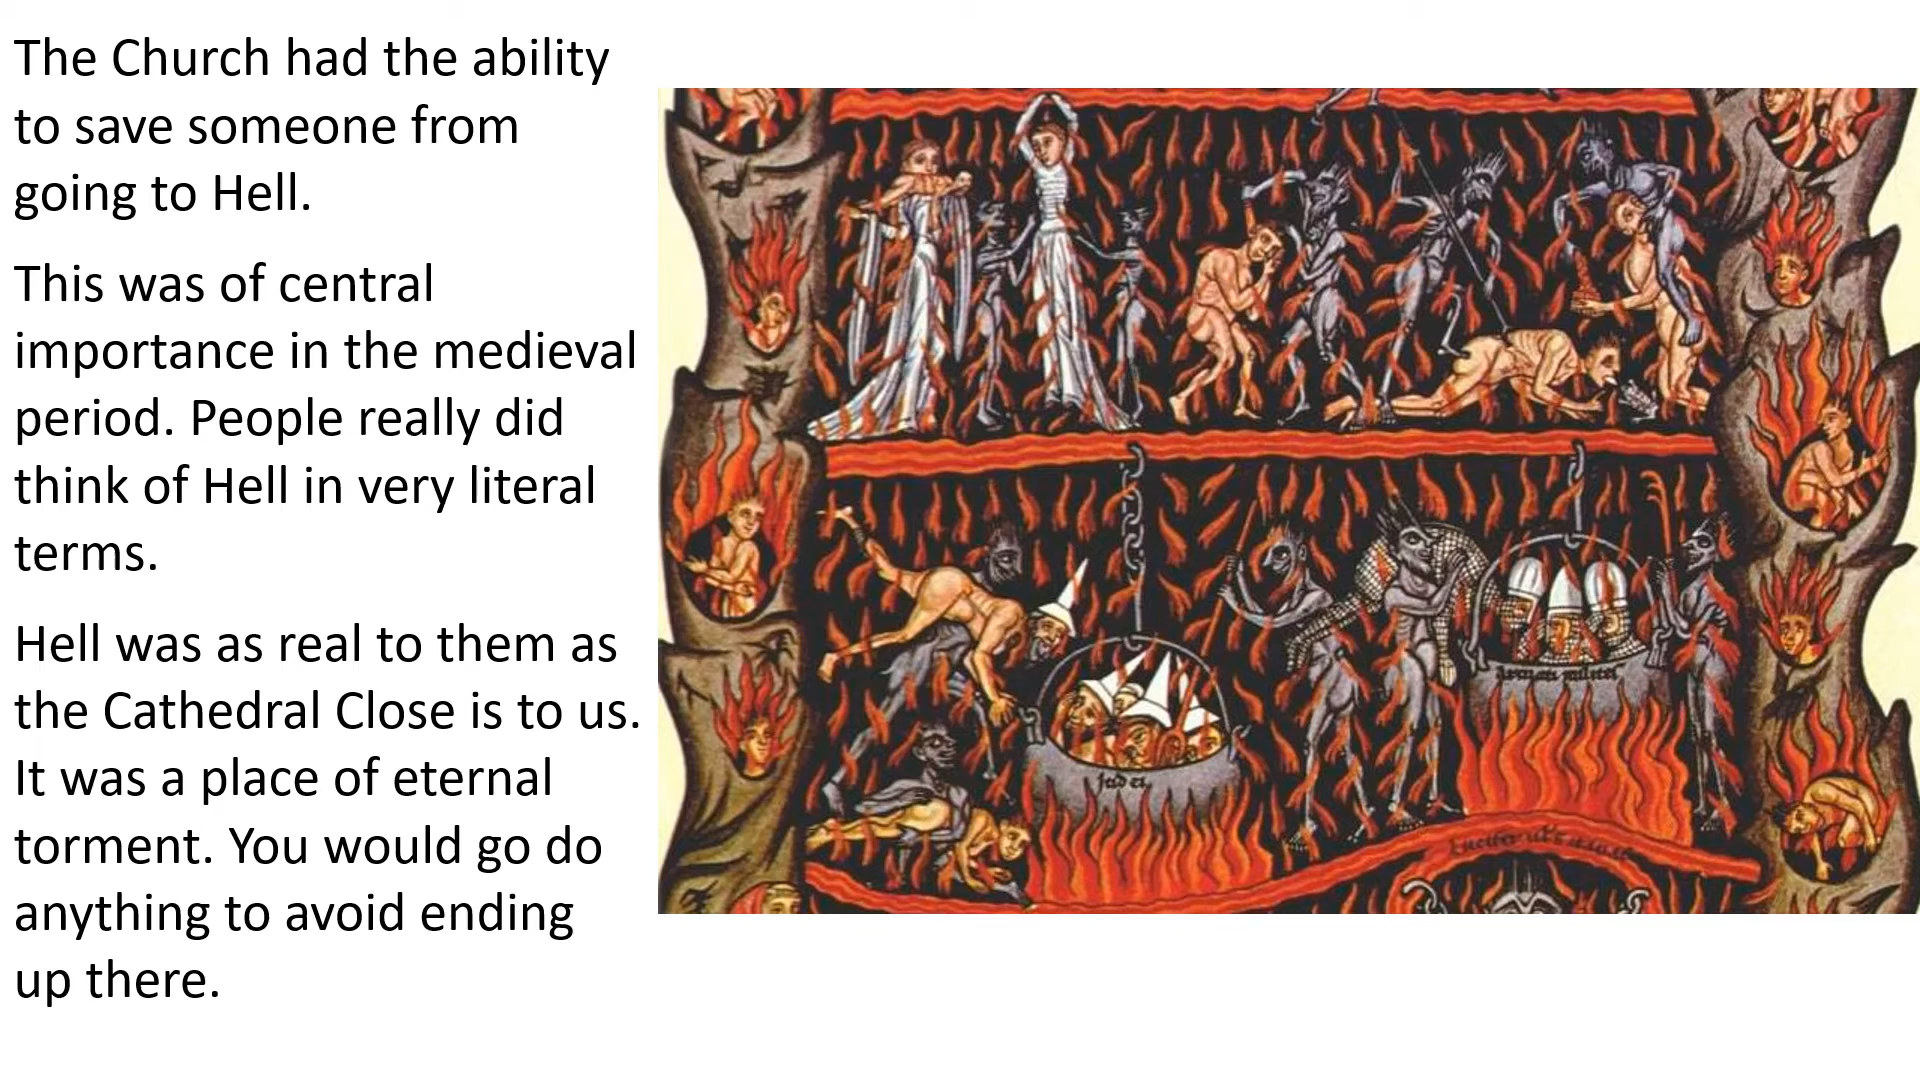 The Church had the ability
to save someone from
going to Hell.
This was of central
importance in the medieval
period. People really did
think of Hell in very literal
terms.
Hell was as real to them as
the Cathedral Close is to us.
It was a place of eternal
torment. You would go do
anything to avoid ending
up there.